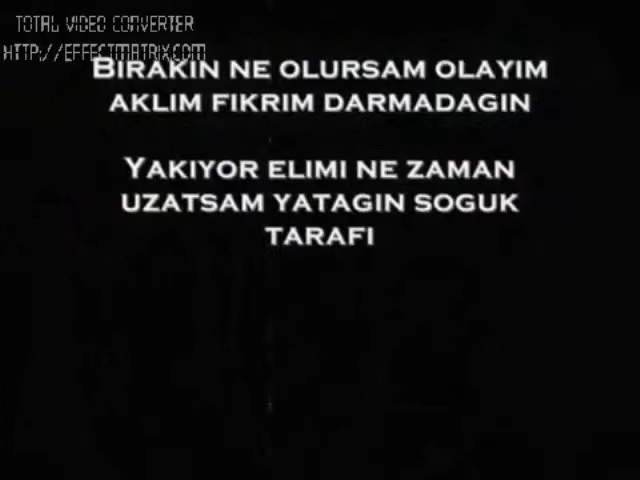 TOTAL VIDEO CONVERTER
HTTP://EFFECTMATRIX.COM
BIRAKIN NE OLURSAM OLAYIM
AKLIM FIKRIM DARMADAGIN
YAKIYOR ELIMI NE ZAMAN
UZATSAM YATAGIN SOGUK
TARAFI